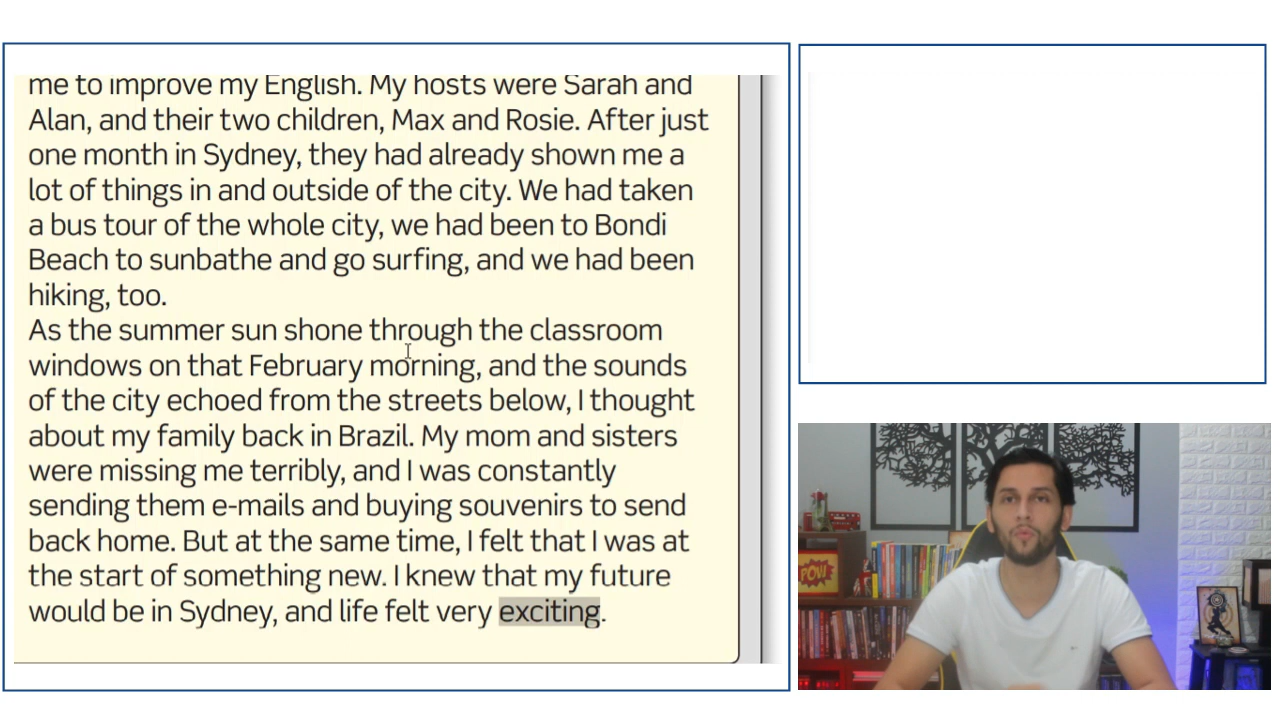 me to improve my English. My hosts were Sarah and
Alan, and their two children, Max and Rosie. After just
one month in Sydney, they had already shown me a
lot of things in and outside of the city. We had taken
a bus tour of the whole city, we had been to Bondi
Beach to sunbathe and go surfing, and we had been
hiking, too.
As the summer sun shone through the classroom
windows on that February morning, and the sounds
of the city echoed from the streets below, I thought
about my family back in Brazil. My mom and sisters
were missing me terribly, and I was constantly
sending them e-mails and buying souvenirs to send
back home. But at the same time, I felt that I was at
the start of something new. I knew that my future
would be in Sydney, and life felt very exciting.
POW